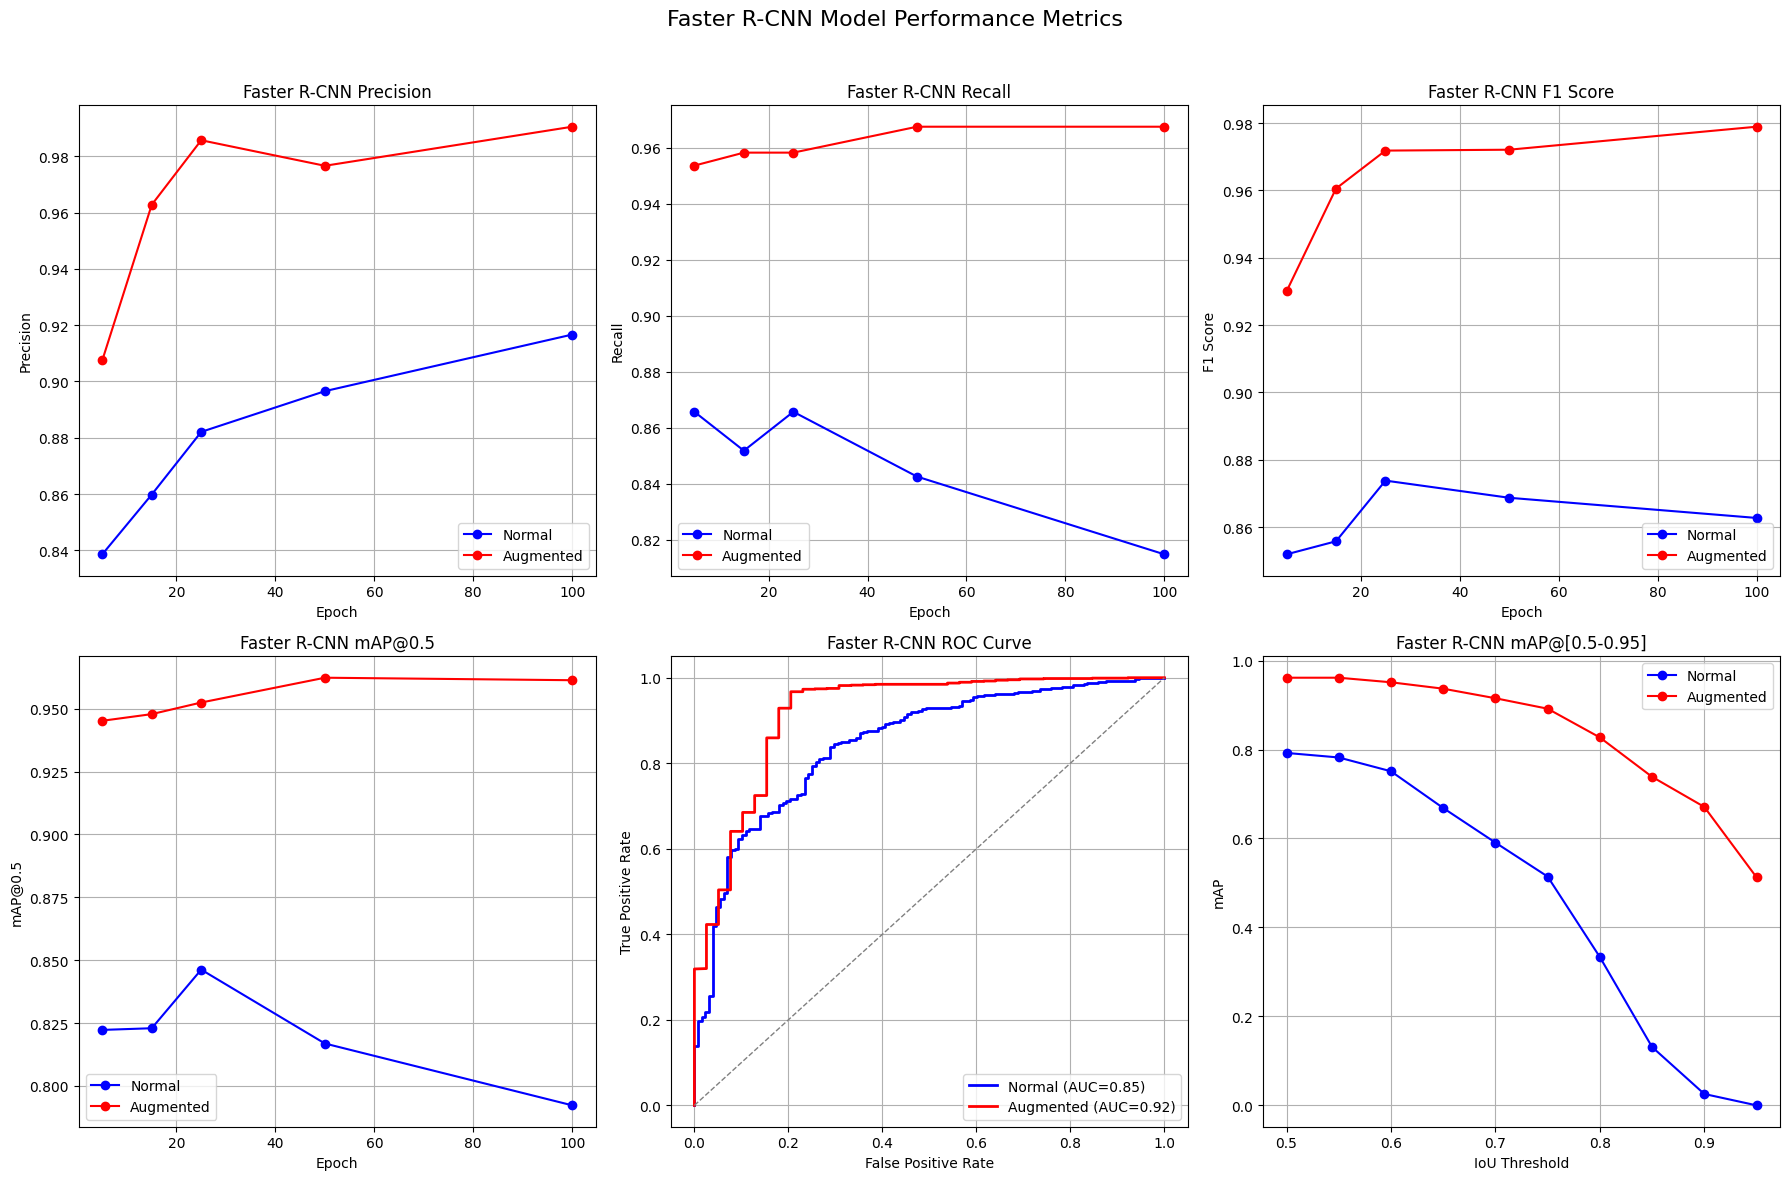 Faster R-CNN Model Performance Metrics
Faster R-CNN Precision
Precision
0.98
0.96
0.94
0.92
0.90
0.88
0.86
0.84
20 40 60 80 100
Epoch
Normal
Augmented
Faster R-CNN Recall
Recall
0.96
0.94
0.92
0.90
0.88
0.86
0.84
0.82
20 40 60 80 100
Epoch
Normal
Augmented
Faster R-CNN F1 Score
F1 Score
0.98
0.96
0.94
0.92
0.90
0.88
0.86
20 40 60 80 100
Epoch
Normal
Augmented
Faster R-CNN mAP@0.5
mAP@0.5
0.950
0.925
0.900
0.875
0.850
0.825
0.800
20 40 60 80 100
Epoch
Normal
Augmented
Faster R-CNN ROC Curve
True Positive Rate
1.0
0.8
0.6
0.4
0.2
0.0
0.0 0.2 0.4 0.6 0.8 1.0
False Positive Rate
Normal (AUC=0.85)
Augmented (AUC=0.92)
Faster R-CNN mAP@[0.5-0.95]
mAP
1.0
0.8
0.6
0.4
0.2
0.0
0.5 0.6 0.7 0.8 0.9
IoU Threshold
Normal
Augmented